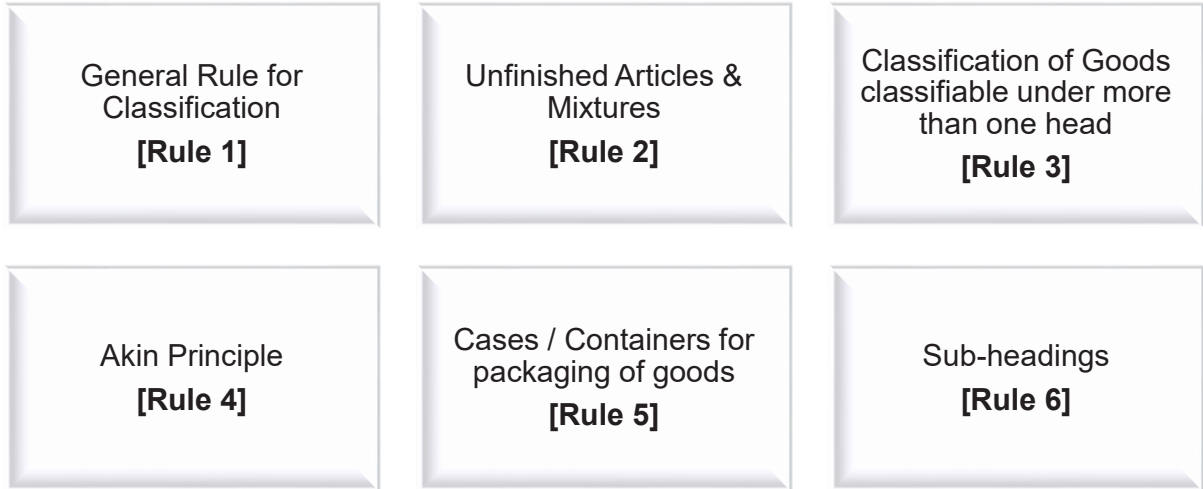 General Rule for
Classification
[Rule 1]
Unfinished Articles &
Mixtures
[Rule 2]
Classification of Goods
classifiable under more
than one head
[Rule 3]
Akin Principle
[Rule 4]
Cases / Containers for
packaging of goods
[Rule 5]
Sub-headings
[Rule 6]